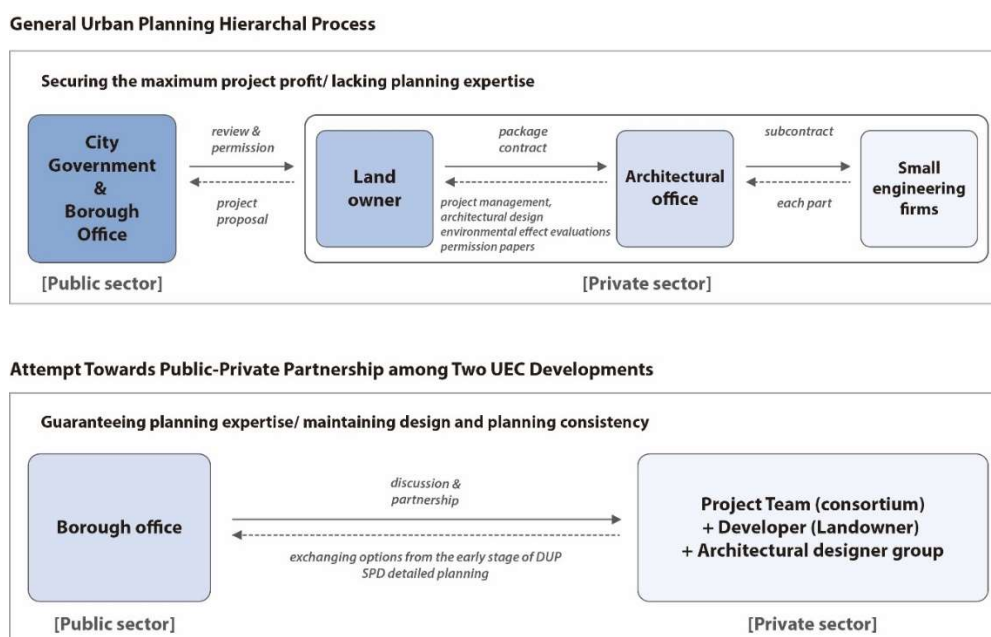 General Urban Planning Hierarchal Process
Securing the maximum project profit/ lacking planning expertise
City
Government
&
Borough
Office
review &
permission
project
proposal
Land
owner
package
contract
project management,
architectural design
environmental effect evaluations
permission papers
Architectural
office
subcontract
each part
Small
engineering
firms
[Public sector]
[Private sector]
Attempt Towards Public-Private Partnership among Two UEC Developments
Guaranteeing planning expertise/ maintaining design and planning consistency
Borough office
discussion &
partnership
exchanging options from the early stage of DUP
SPD detailed planning
Project Team (consortium)
+ Developer (Landowner)
+ Architectural designer group
[Public sector]
[Private sector]